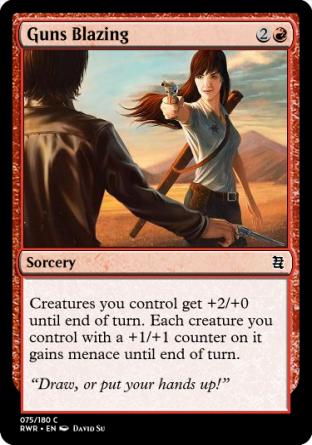 Guns Blazing 2
Sorcery
Creatures you control get +2/+0
until end of turn. Each creature you
control with a +1/+1 counter on it
gains menace until end of turn.
“Draw, or put your hands up!”
075/180 C
RWR • EN David Su